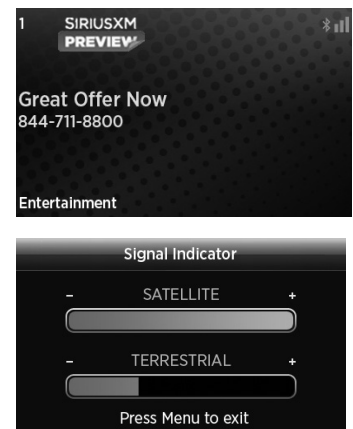 1
SIRIUSXM
PREVIEW
Great Offer Now
844-711-8800
Entertainment
Signal Indicator
- SATELLITE +
- TERRESTRIAL +
Press Menu to exit